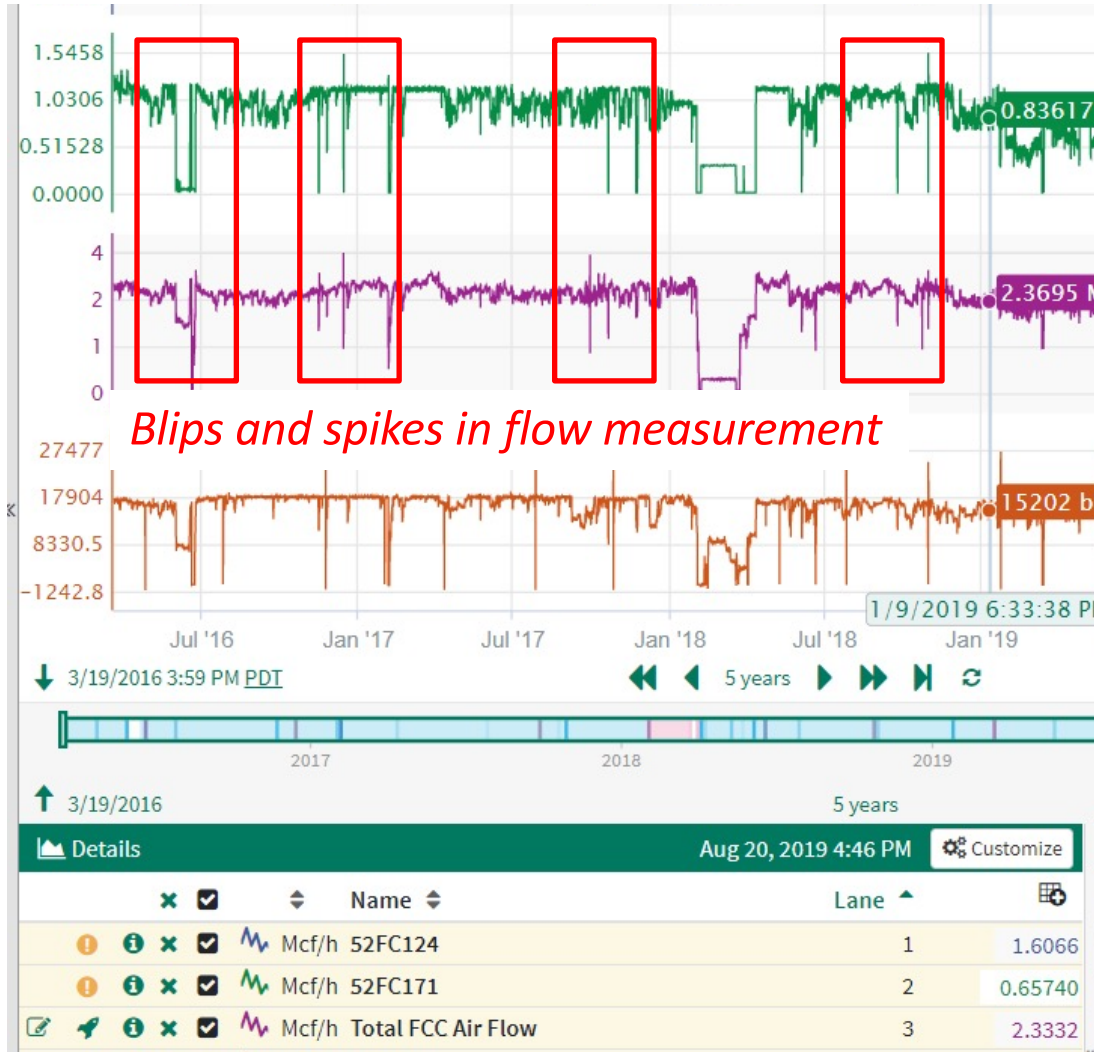 1.5458
1.0306
0.51528
0.0000
0.83617
4
2
1
0
2.3695 M
Blips and spikes in flow measurement
27477
17904
8330.5
-1242.8
15202 b
1/9/2019 6:33:38 P
Jul '16 Jan '17 Jul '17 Jan '18 Jul '18 Jan '19
3/19/2016 3:59 PM PDT 5 years
2017 2018 2019
3/19/2016 5 years
Details Aug 20, 2019 4:46 PM Customize
Name Lane
Mcf/h 52FC124 1 1.6066
Mcf/h 52FC171 2 0.65740
Mcf/h Total FCC Air Flow 3 2.3332